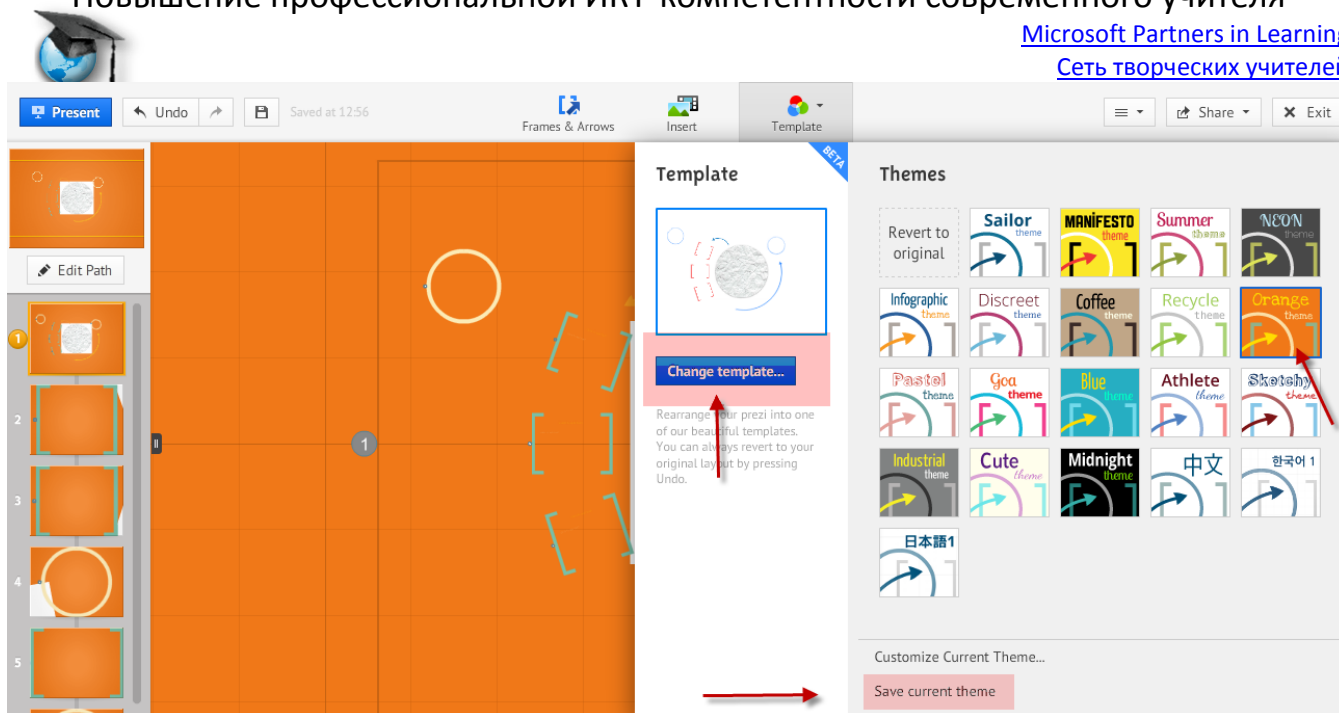 Повышение профессиональной ИКТ-компетентности современного учителя
Microsoft Partners in Learning
Сеть творческих учителей
Present
Undo
Saved at 12:56
Frames & Arrows
Insert
Template
Share
Exit
Edit Path
1
2
3
4
5
1
BETA
Template
Change template...
Rearrange your prezi into one
of our beautiful templates.
You can always revert to your
original layout by pressing
Undo.
Themes
Revert to
original
Sailor
theme
MANIFESTO
theme
Summer
theme
NEON
theme
Infographic
theme
Discreet
theme
Coffee
theme
Recycle
theme
Orange
theme
Pastel
theme
Goa
theme
Blue
theme
Athlete
theme
Sketchy
theme
Industrial
theme
Cute
theme
Midnight
theme
中文
한국어 1
日本語1
Customize Current Theme...
Save current theme